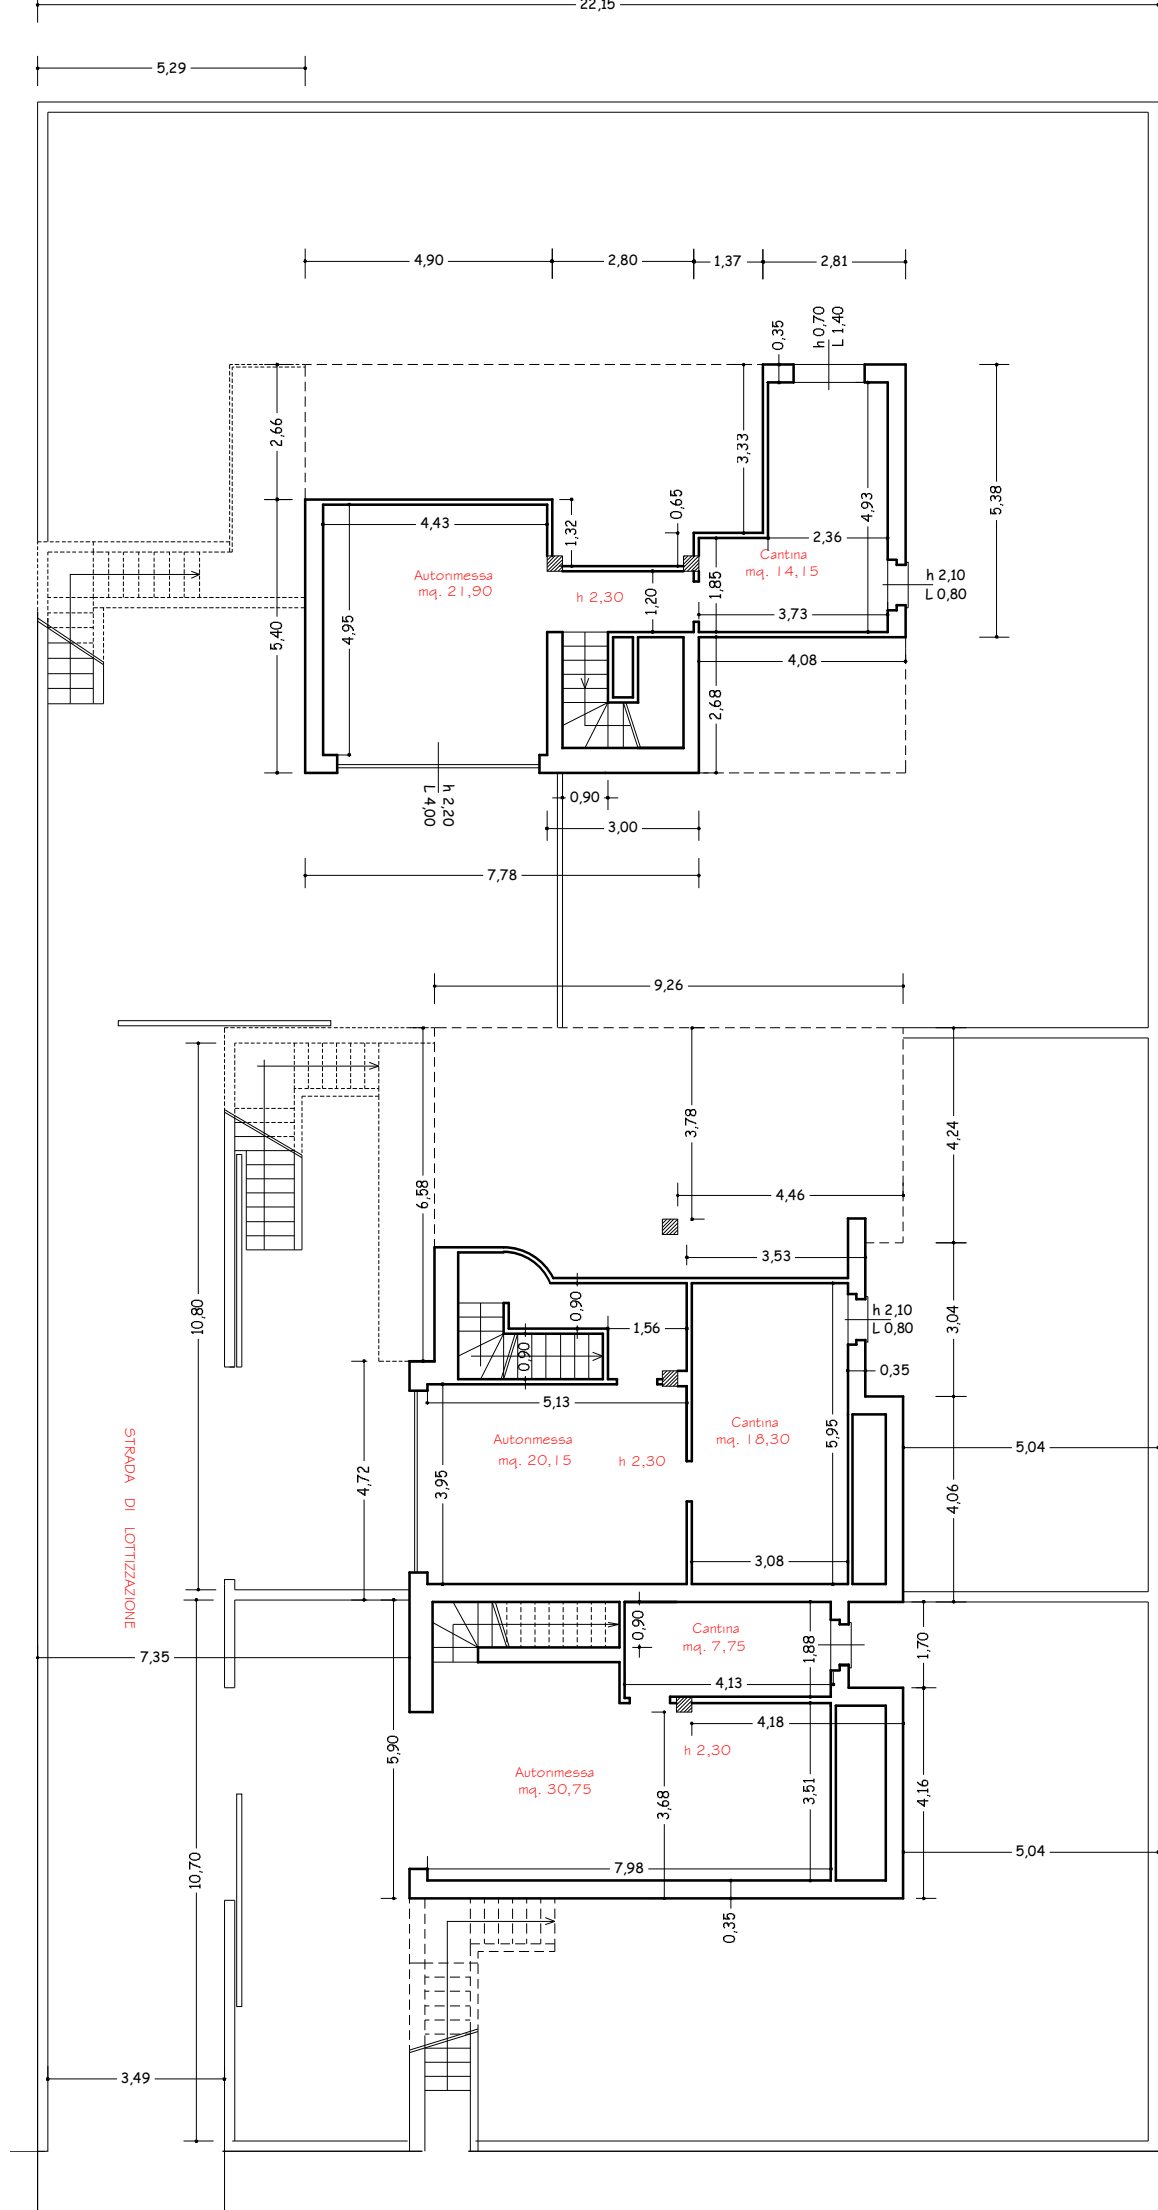 22,15
5,29
4,90
2,80
1,37
2,81
0,35
h 0,70
L 1,40
2,66
3,33
4,93
5,38
0,65
1,32
4,43
2,36
Cantina
mq. 14,15
Autorimessa
mq. 21,90
h 2,30
1,20
1,85
h 2,10
L 0,80
3,73
4,95
5,40
4,08
2,68
h 2,20
L 4,00
0,90
3,00
7,78
9,26
3,78
4,24
6,58
4,46
3,53
10,80
0,90
1,56
0,90
h 2,10
L 0,80
3,04
0,35
5,13
Cantina
mq. 18,30
5,95
Autorimessa
mq. 20,15
h 2,30
5,04
STRADA DI LOTTIZZAZIONE
4,72
3,95
4,06
3,08
0,90
Cantina
mq. 7,75
1,88
1,70
7,35
4,13
4,18
5,90
h 2,30
Autorimessa
mq. 30,75
3,68
3,51
4,16
5,04
10,70
7,98
0,35
3,49